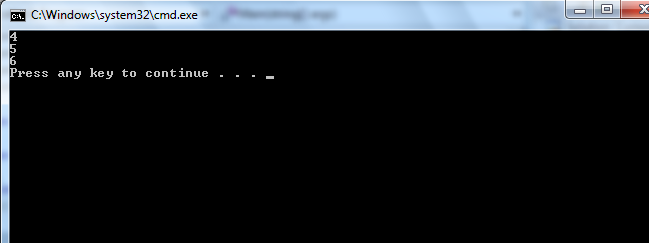 C:\Windows\system32\cmd.exe
4
5
6
Press any key to continue . . . _